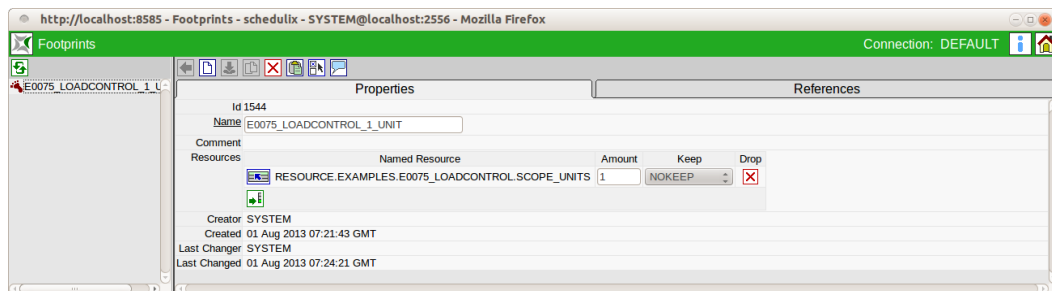 http://localhost:8585 - Footprints - schedulix - SYSTEM@localhost:2556 - Mozilla Firefox
Footprints
Connection: DEFAULT
E0075_LOADCONTROL_1_U
Properties
References
Id 1544
Name E0075_LOADCONTROL_1_UNIT
Comment
Resources Named Resource Amount Keep Drop
RESOURCE.EXAMPLES.E0075_LOADCONTROL.SCOPE_UNITS 1 NOKEEP
Creator SYSTEM
Created 01 Aug 2013 07:21:43 GMT
Last Changer SYSTEM
Last Changed 01 Aug 2013 07:24:21 GMT